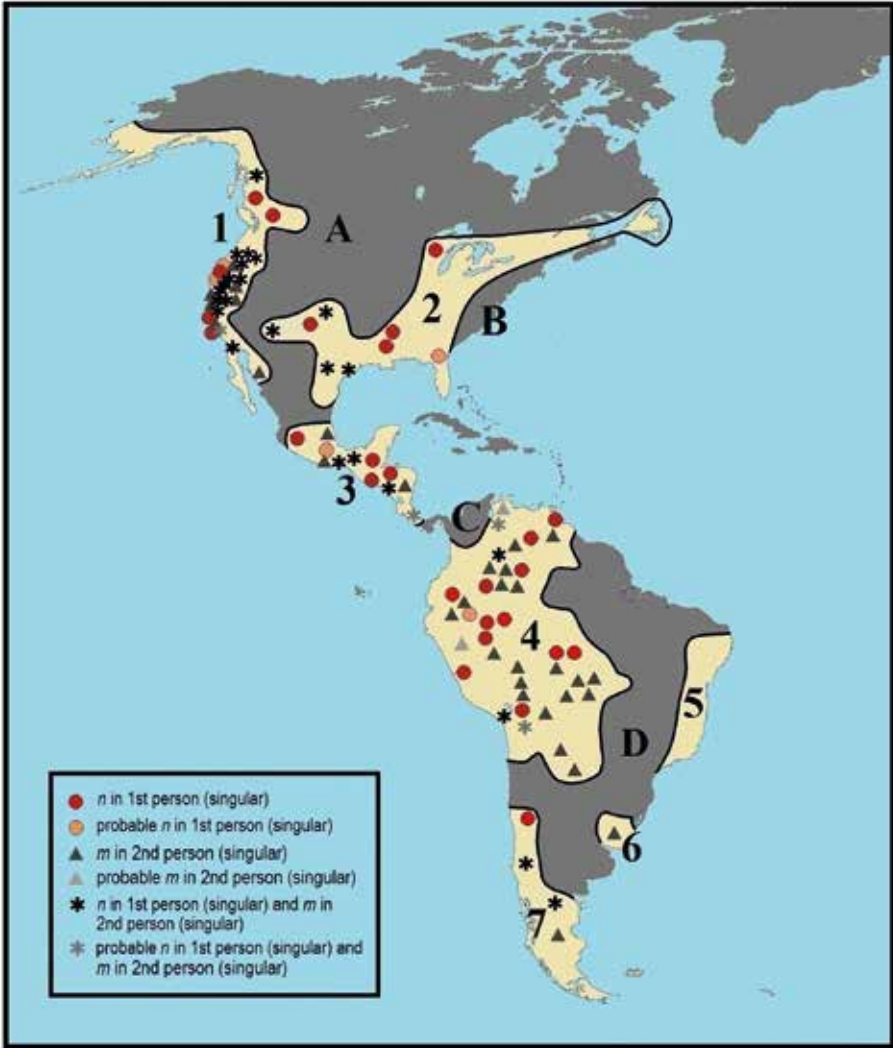 1
A
2
B
3
C
4
5
D
6
7
n in 1st person (singular)
probable n in 1st person (singular)
m in 2nd person (singular)
probable m in 2nd person (singular)
n in 1st person (singular) and m in
2nd person (singular)
probable n in 1st person (singular) and
m in 2nd person (singular)